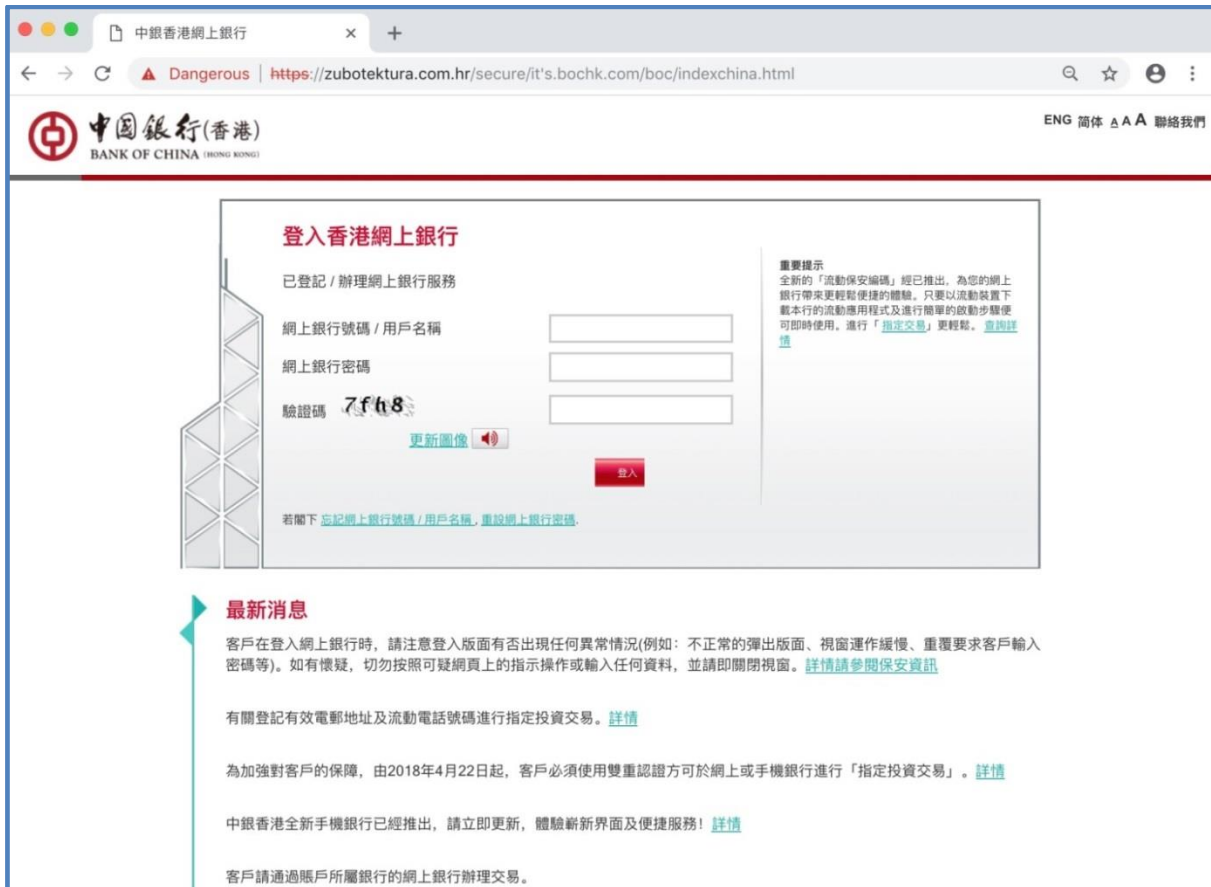 中銀香港網上銀行
Dangerous | https://zubotektura.com.hr/secure/it's.bochk.com/boc/indexchina.html
中国銀行(香港)
BANK OF CHINA (HONG KONG)
ENG 简体 A A A 聯絡我們
登入香港網上銀行
已登記 / 辦理網上銀行服務
網上銀行號碼 / 用戶名稱
網上銀行密碼
驗證碼 7fh8
更新圖像
登入
若閣下 忘記網上銀行號碼 / 用戶名稱 , 重設網上銀行密碼.
重要提示
全新的「流動保安編碼」經已推出，為您的網上
銀行帶來更輕鬆便捷的體驗。只要以流動裝置下
載本行的流動應用程式及進行簡單的啟動步驟便
可即時使用。進行「 指定交易」更輕鬆。 查詢詳
情
最新消息
客戶在登入網上銀行時，請注意登入版面有否出現任何異常情況(例如：不正常的彈出版面、視窗運作緩慢、重覆要求客戶輸入
密碼等)。如有懷疑，切勿按照可疑網頁上的指示操作或輸入任何資料，並請即關閉視窗。詳情請參閱保安資訊
有關登記有效電郵地址及流動電話號碼進行指定投資交易。詳情
為加強對客戶的保障，由2018年4月22日起，客戶必須使用雙重認證方可於網上或手機銀行進行「指定投資交易」。詳情
中銀香港全新手機銀行已經推出，請立即更新，體驗嶄新界面及便捷服務！詳情
客戶請通過賬戶所屬銀行的網上銀行辦理交易。